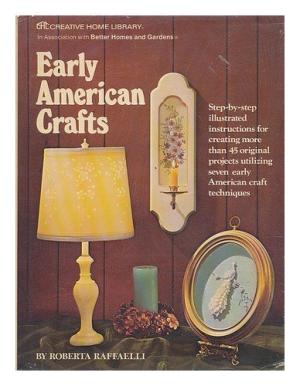 CHL CREATIVE HOME LIBRARY®
In Association with Better Homes and Gardens®
Early
American
Crafts
Step-by-step
illustrated
instructions for
creating more
than 45 original
projects utilizing
seven early
American craft
techniques
BY ROBERTA RAFFAELLI